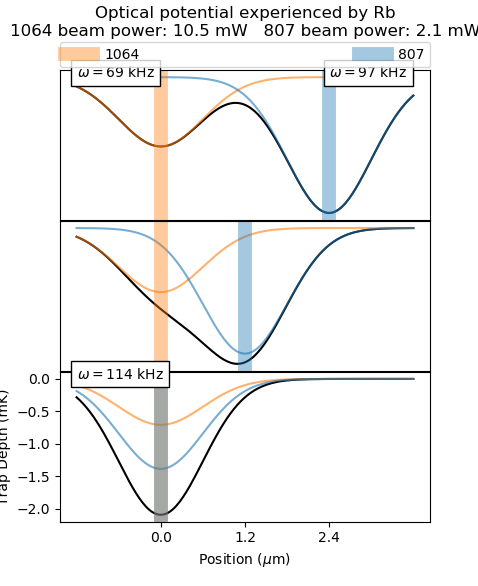 Optical potential experienced by Rb
1064 beam power: 10.5 mW 807 beam power: 2.1 mW
1064
807
ω = 69 kHz
ω = 97 kHz
ω = 114 kHz
0.0
−0.5
−1.0
−1.5
−2.0
Trap Depth (mK)
0.0
1.2
2.4
Position (μm)